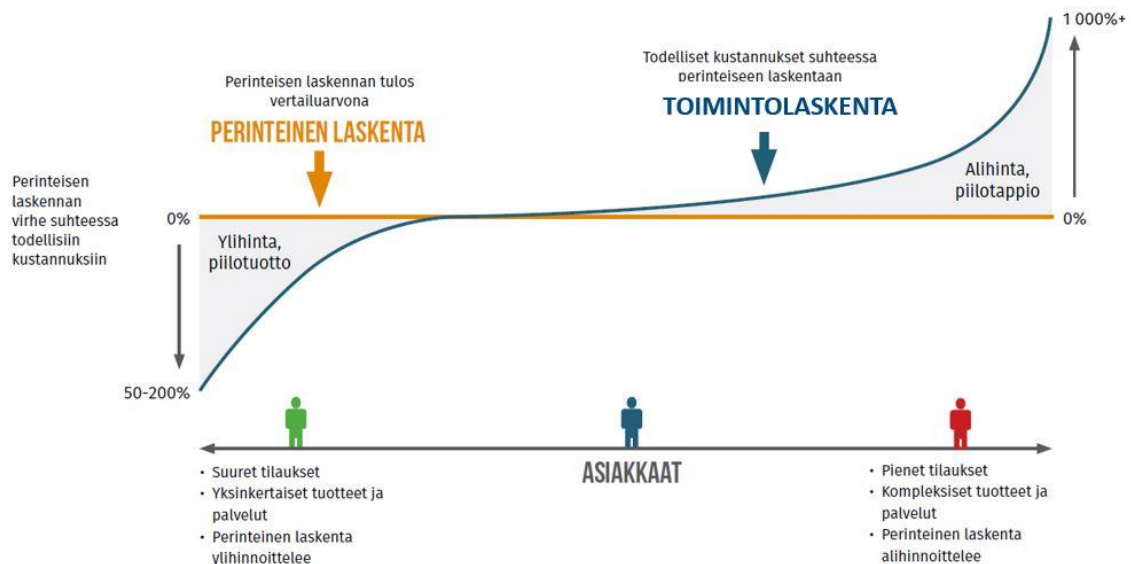 1 000%+
Todelliset kustannukset suhteessa
perinteiseen laskentaan
TOIMINTOLASKENTA
Perinteisen laskennan tulos
vertailuarvona
PERINTEINEN LASKENTA
Perinteisen
laskennan
virhe suhteessa
todellisiin
kustannuksiin
0%
Ylihinta,
piilotuotto
Alihinta,
piilotappio
0%
50-200%
ASIAKKAAT
• Suuret tilaukset
• Yksinkertaiset tuotteet ja
palvelut
• Perinteinen laskenta
ylihinnoittelee
• Pienet tilaukset
• Kompleksiset tuotteet ja
palvelut
• Perinteinen laskenta
alihinnoittelee